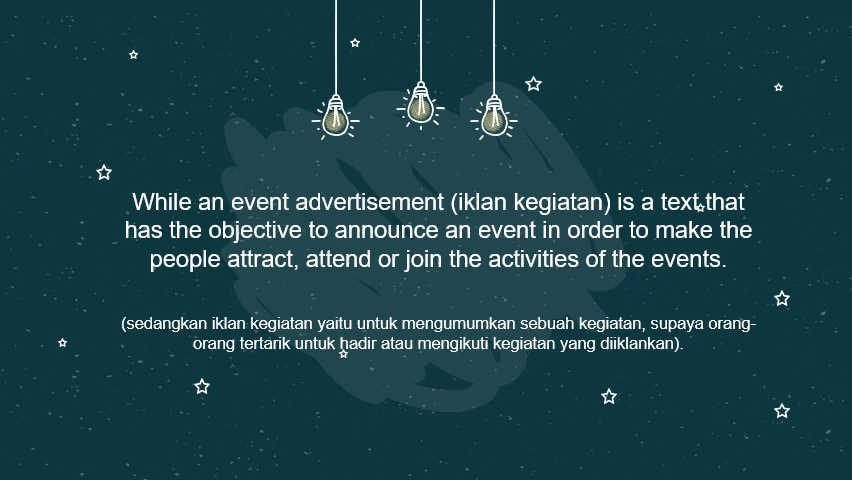 While an event advertisement (iklan kegiatan) is a text that
has the objective to announce an event in order to make the
people attract, attend or join the activities of the events.
(sedangkan iklan kegiatan yaitu untuk mengumumkan sebuah kegiatan, supaya orang-
orang tertarik untuk hadir atau mengikuti kegiatan yang diiklankan).